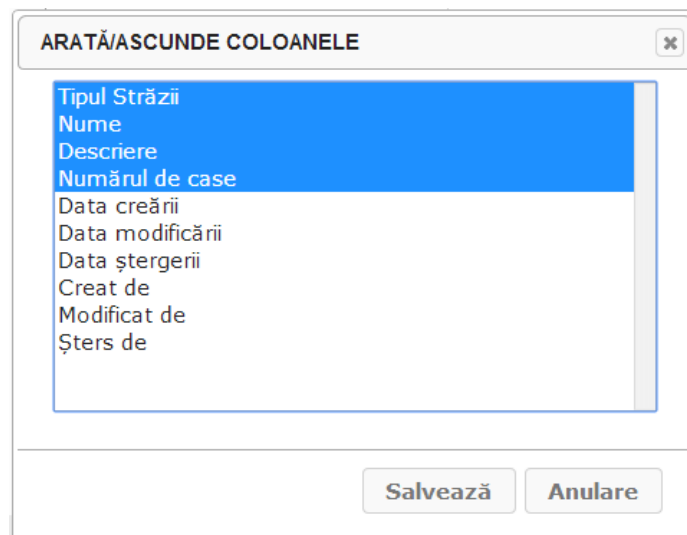 ARATĂ/ASCUNDE COLOANELE
Tipul Străzii
Nume
Descriere
Numărul de case
Data creării
Data modificării
Data ștergerii
Creat de
Modificat de
Șters de
Salvează Anulare